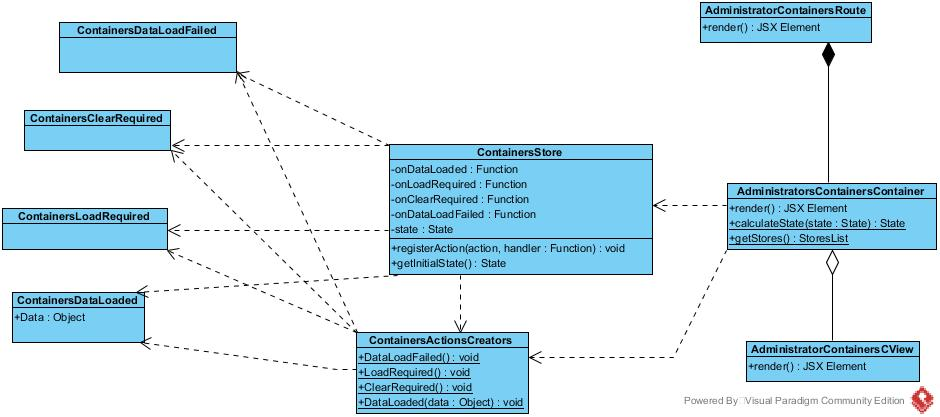 AdministratorContainersRoute
+render() : JSX Element
ContainersDataLoadFailed
ContainersClearRequired
ContainersStore
-onDataLoaded : Function
-onLoadRequired : Function
-onClearRequired : Function
-onDataLoadFailed : Function
-state : State
+registerAction(action, handler : Function) : void
+getInitialState() : State
AdministratorsContainersContainer
+render() : JSX Element
+calculateState(state : State) : State
+getStores() : StoresList
ContainersLoadRequired
ContainersDataLoaded
+Data : Object
ContainersActionsCreators
+DataLoadFailed() : void
+LoadRequired() : void
+ClearRequired() : void
+DataLoaded(data : Object) : void
AdministratorContainersCView
+render() : JSX Element
Powered By Visual Paradigm Community Edition